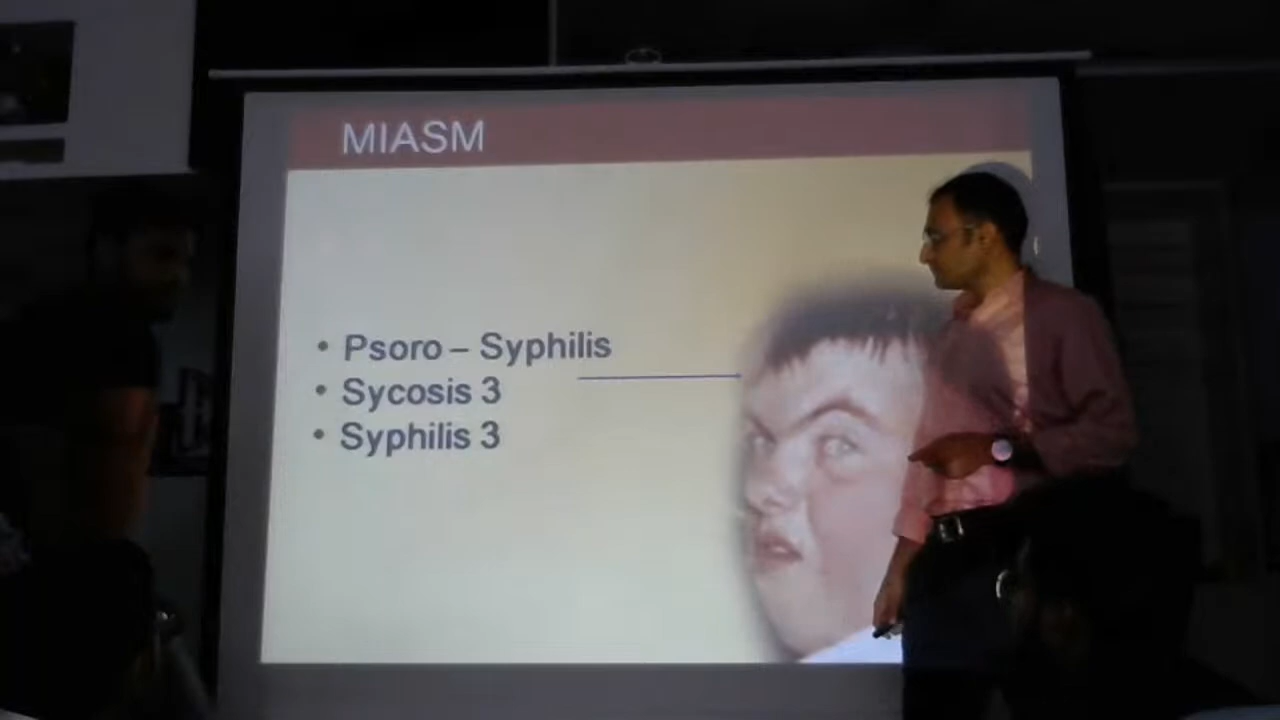 MIASM
• Psoro – Syphilis
• Sycosis 3
• Syphilis 3